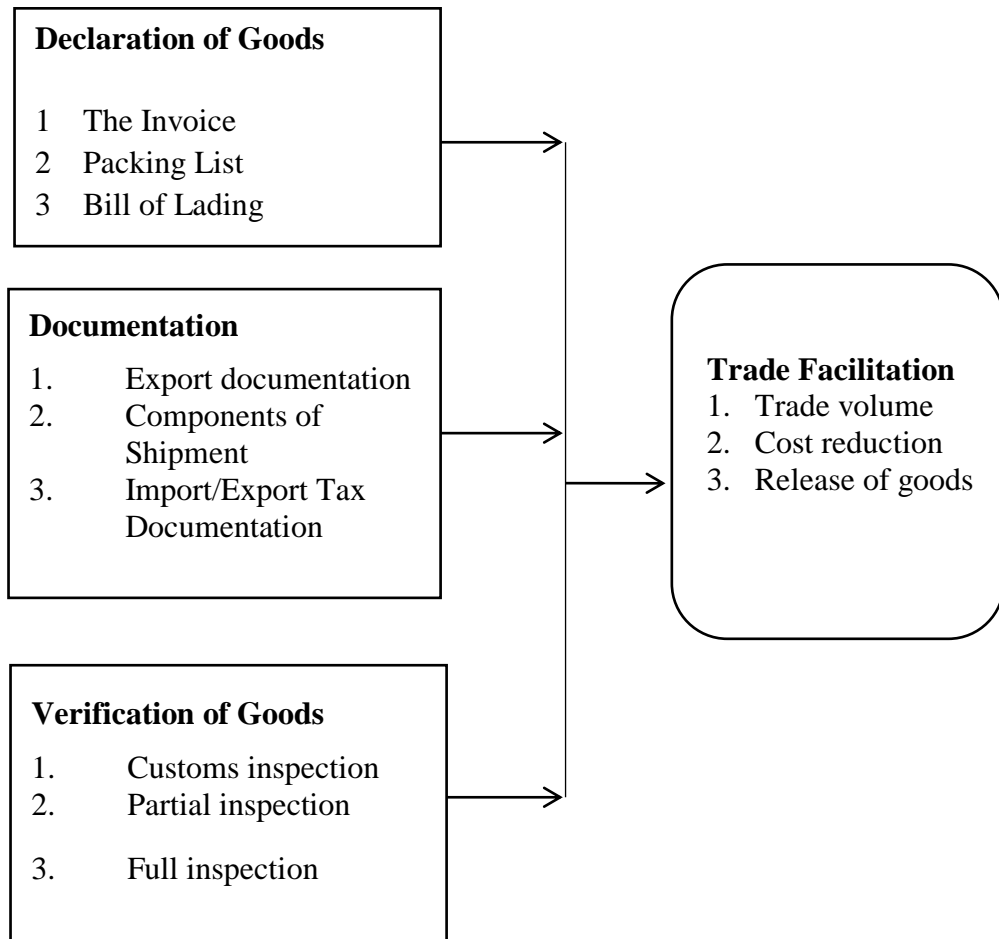 Declaration of Goods
1 The Invoice
2 Packing List
3 Bill of Lading
Documentation
1. Export documentation
2. Components of
Shipment
3. Import/Export Tax
Documentation
Verification of Goods
1. Customs inspection
2. Partial inspection
3. Full inspection
Trade Facilitation
1. Trade volume
2. Cost reduction
3. Release of goods